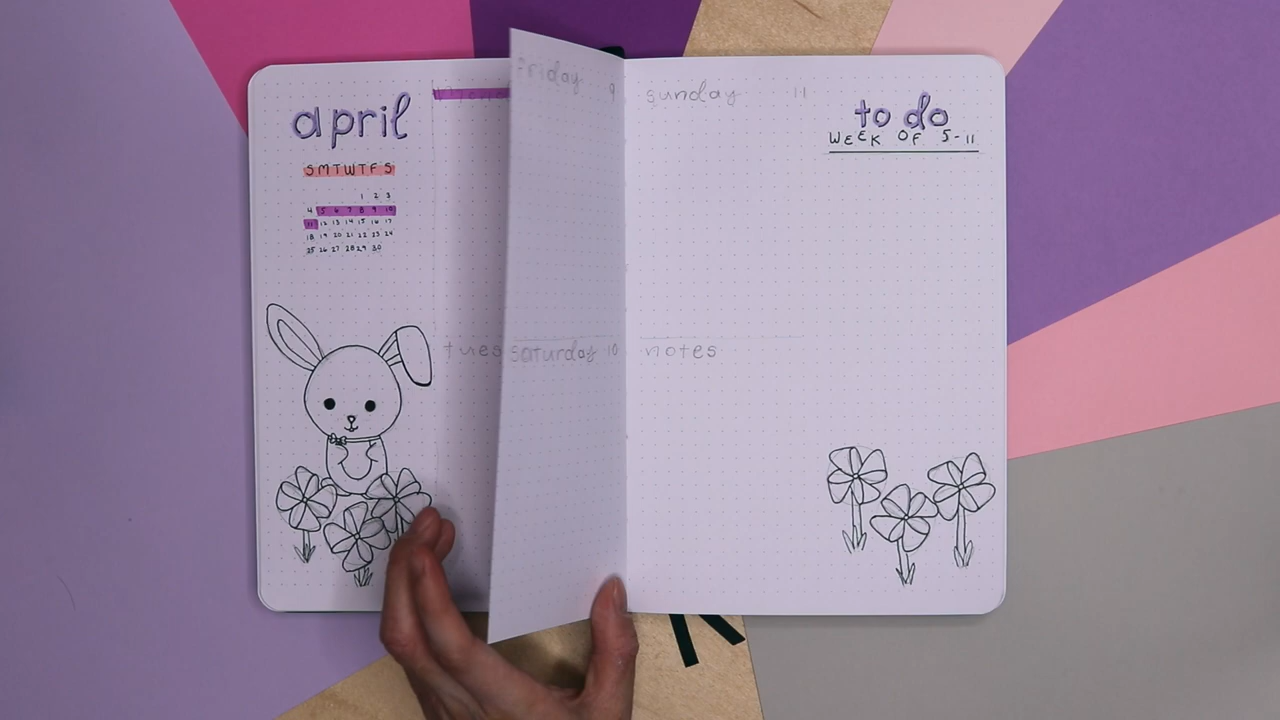 april
S M T W T F S
1 2 3
4 5 6 7 8 9 10
11 12 13 14 15 16 17
18 19 20 21 22 23 24
25 26 27 28 29 30
tues
friday 9
saturday 10
sunday 11
notes
to do
WEEK OF 5-11